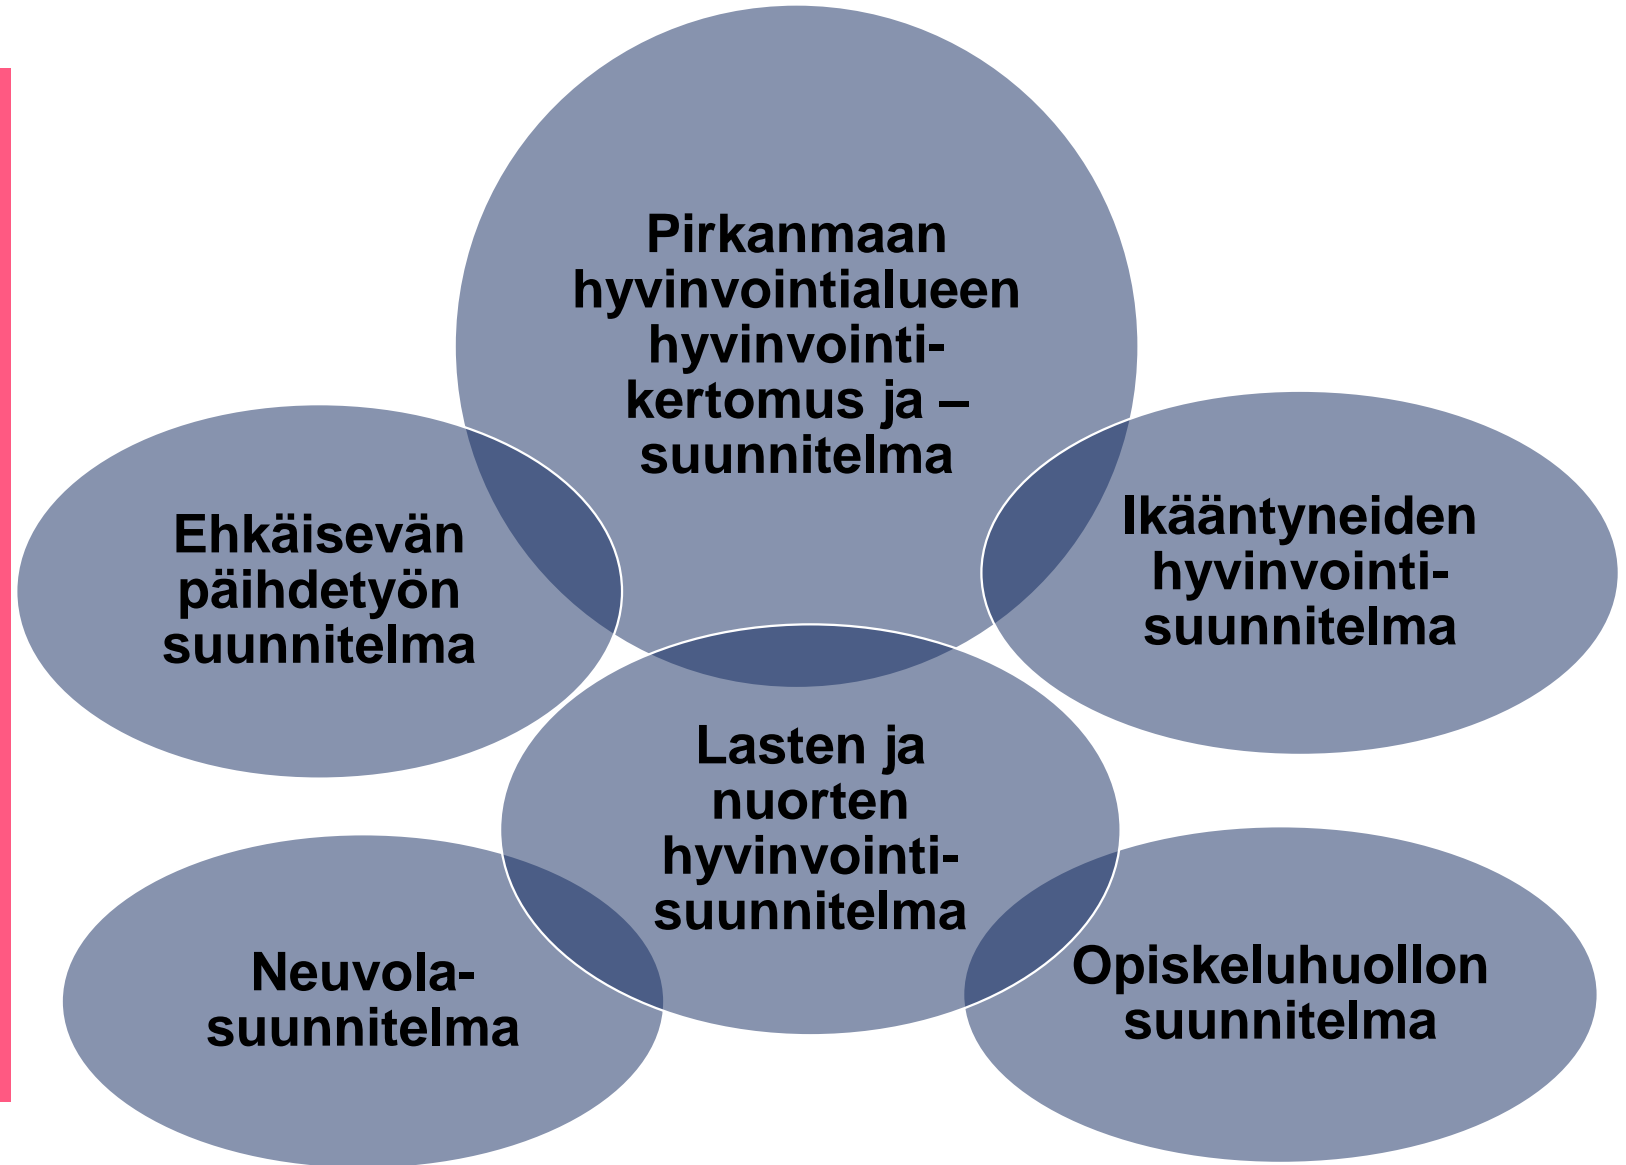 Pirkanmaan
hyvinvointialueen
hyvinvointi-
kertomus ja –
suunnitelma
Ehkäisevän
päihdetyön
suunnitelma
Ikääntyneiden
hyvinvointi-
suunnitelma
Lasten ja
nuorten
hyvinvointi-
suunnitelma
Neuvola-
suunnitelma
Opiskeluhuollon
suunnitelma